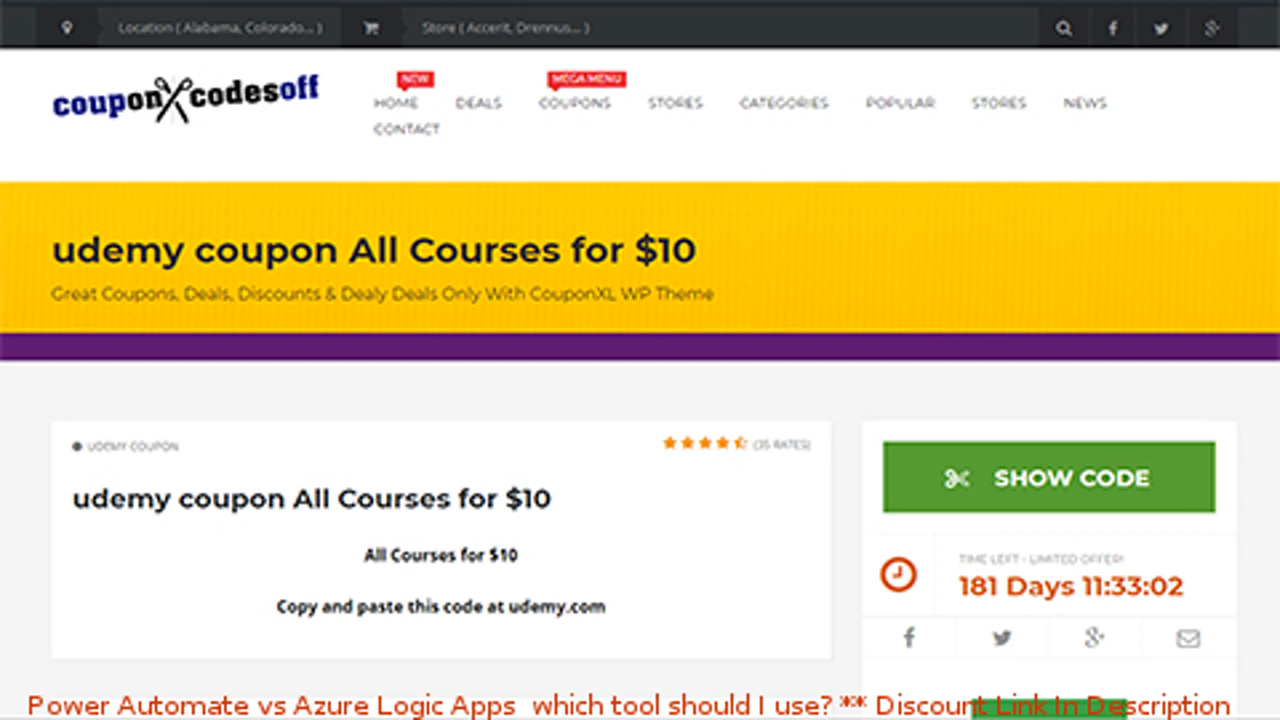 Location ( Alabama, Colorado... ) Store ( Accerit, Drennus... )
coupon codesoff
NEW MEGA MENU
HOME DEALS COUPONS STORES CATEGORIES POPULAR STORES NEWS
CONTACT
udemy coupon All Courses for $10
Great Coupons, Deals, Discounts & Dealy Deals Only With CouponXL WP Theme
UDEMY COUPON (35 RATES)
SHOW CODE
udemy coupon All Courses for $10
All Courses for $10
TIME LEFT - LIMITED OFFER!
181 Days 11:33:02
Copy and paste this code at udemy.com
Power Automate vs Azure Logic Apps which tool should I use? ** Discount Link In Description